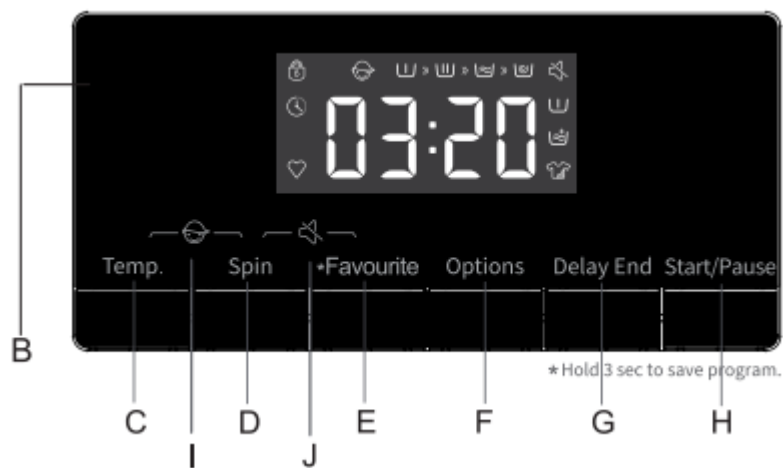 03:20
Temp. Spin *Favourite Options Delay End Start/Pause
B
*Hold 3 sec to save program.
C D E F G H
I J